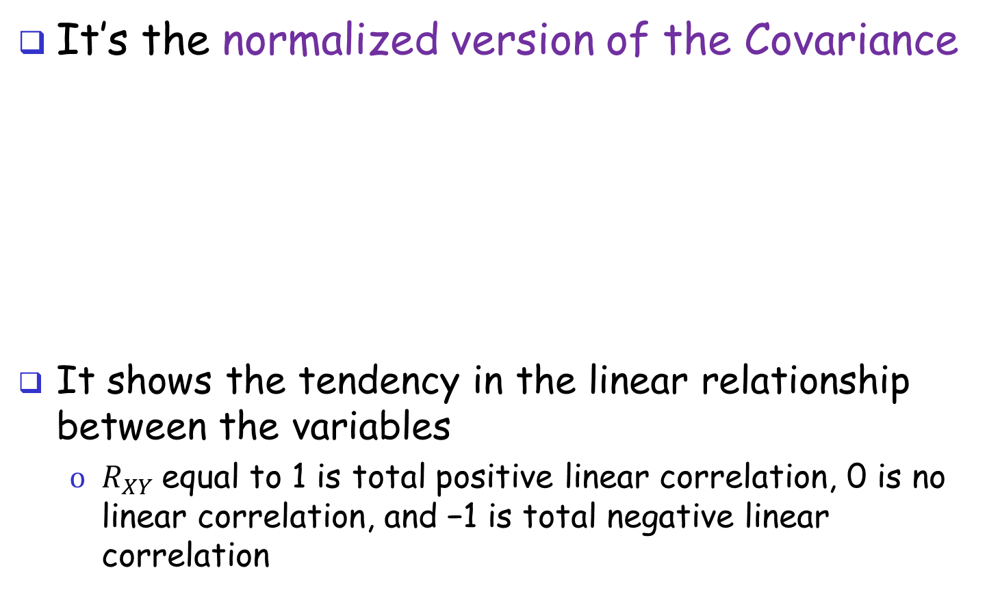 ❑ It’s the normalized version of the Covariance
❑ It shows the tendency in the linear relationship
between the variables
o R_XY equal to 1 is total positive linear correlation, 0 is no
linear correlation, and –1 is total negative linear
correlation